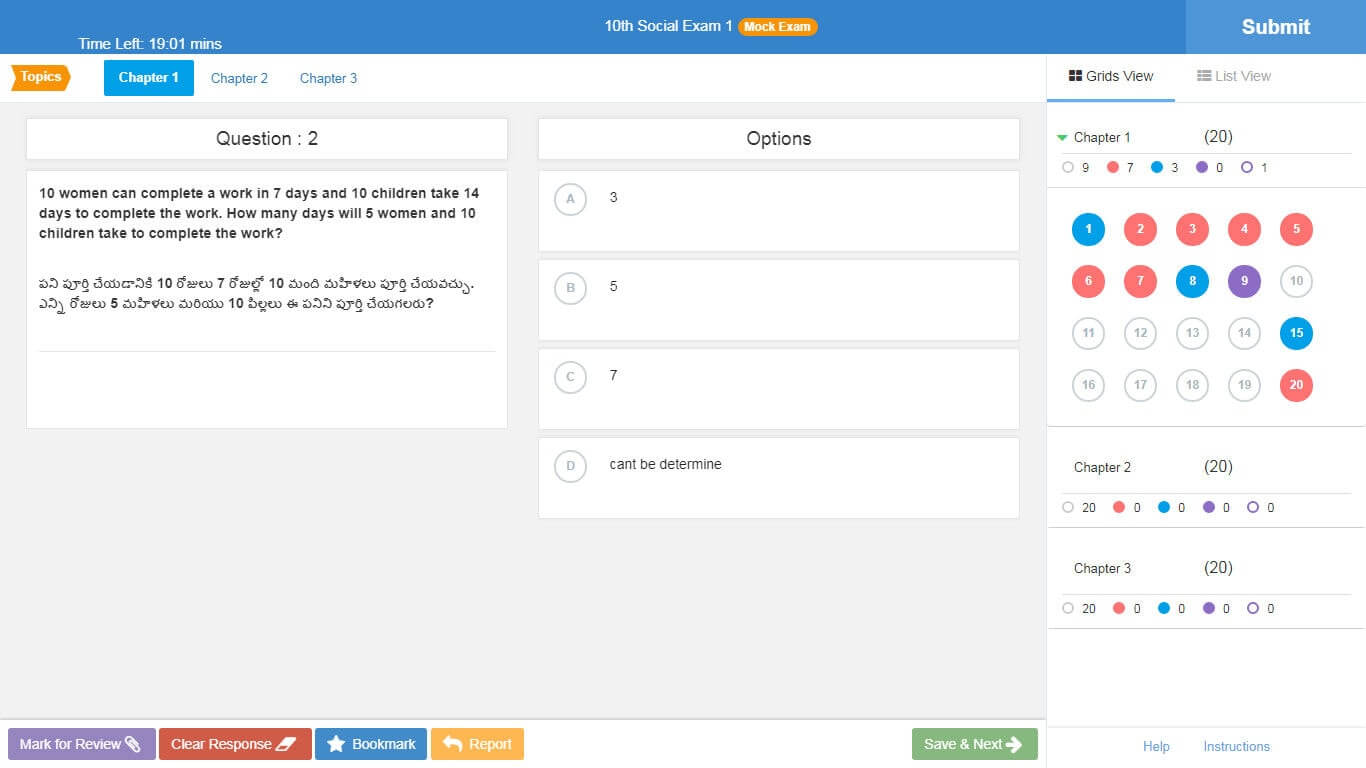 10th Social Exam 1 Mock Exam
Submit
Time Left: 19:01 mins
Topics
Chapter 1
Chapter 2
Chapter 3
Grids View
List View
Question : 2
10 women can complete a work in 7 days and 10 children take 14
days to complete the work. How many days will 5 women and 10
children take to complete the work?
పని పూర్తి చేయడానికి 10 రోజులు 7 రోజుల్లో 10 మంది మహిళలు పూర్తి చేయవచ్చు.
ఎన్ని రోజులు 5 మహిళలు మరియు 10 పిల్లలు ఈ పనిని పూర్తి చేయగలరు?
Options
A 3
B 5
C 7
D cant be determine
Chapter 1 (20)
9 7 3 0 1
1 2 3 4 5
6 7 8 9 10
11 12 13 14 15
16 17 18 19 20
Chapter 2 (20)
20 0 0 0 0
Chapter 3 (20)
20 0 0 0 0
Mark for Review
Clear Response
Bookmark
Report
Save & Next
Help
Instructions